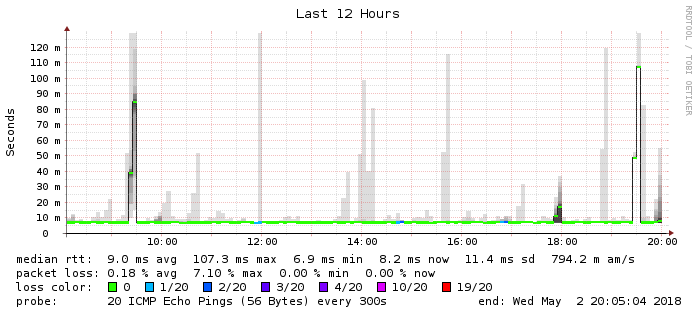 Last 12 Hours
RRDTOOL / TOBI OETIKER
Seconds
120 m
110 m
100 m
90 m
80 m
70 m
60 m
50 m
40 m
30 m
20 m
10 m
0
10:00 12:00 14:00 16:00 18:00 20:00
median rtt: 9.0 ms avg 107.3 ms max 6.9 ms min 8.2 ms now 11.4 ms sd 794.2 m am/s
packet loss: 0.18 % avg 7.10 % max 0.00 % min 0.00 % now
loss color: 0 1/20 2/20 3/20 4/20 10/20 19/20
probe: 20 ICMP Echo Pings (56 Bytes) every 300s end: Wed May 2 20:05:04 2018